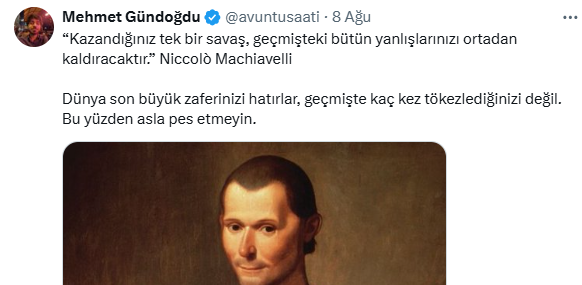 Mehmet Gündoğdu @avuntusaati · 8 Ağu
“Kazandığınız tek bir savaş, geçmişteki bütün yanlışlarınızı ortadan
kaldıracaktır.” Niccolò Machiavelli
Dünya son büyük zaferinizi hatırlar, geçmişte kaç kez tökezlediğinizi değil.
Bu yüzden asla pes etmeyin.